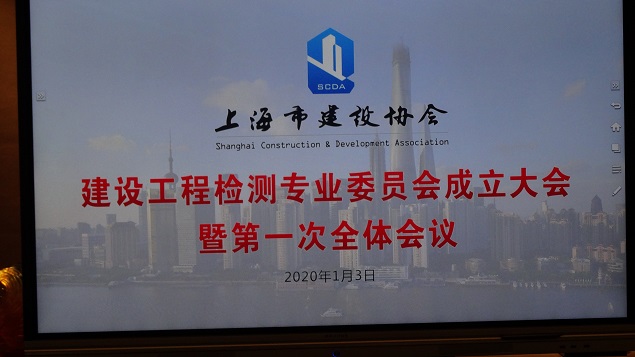 SCDA
上海市建设协会
Shanghai Construction & Development Association
建设工程检测专业委员会成立大会
暨第一次全体会议
2020年1月3日